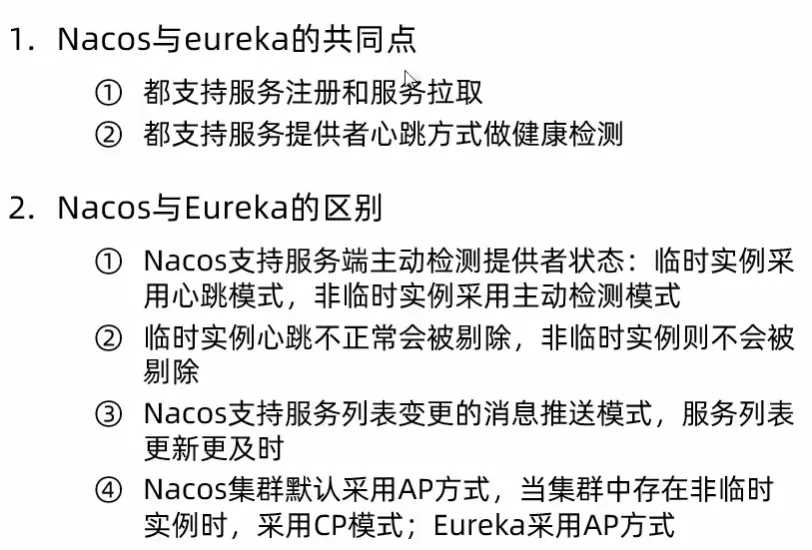 1. Nacos与eureka的共同点
① 都支持服务注册和服务拉取
② 都支持服务提供者心跳方式做健康检测
2. Nacos与Eureka的区别
① Nacos支持服务端主动检测提供者状态：临时实例采
用心跳模式，非临时实例采用主动检测模式
② 临时实例心跳不正常会被剔除，非临时实例则不会被
剔除
③ Nacos支持服务列表变更的消息推送模式，服务列表
更新更及时
④ Nacos集群默认采用AP方式，当集群中存在非临时
实例时，采用CP模式；Eureka采用AP方式